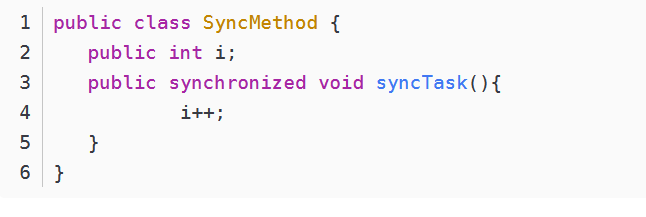 1 public class SyncMethod {
2    public int i;
3    public synchronized void syncTask(){
4            i++;
5    }
6 }